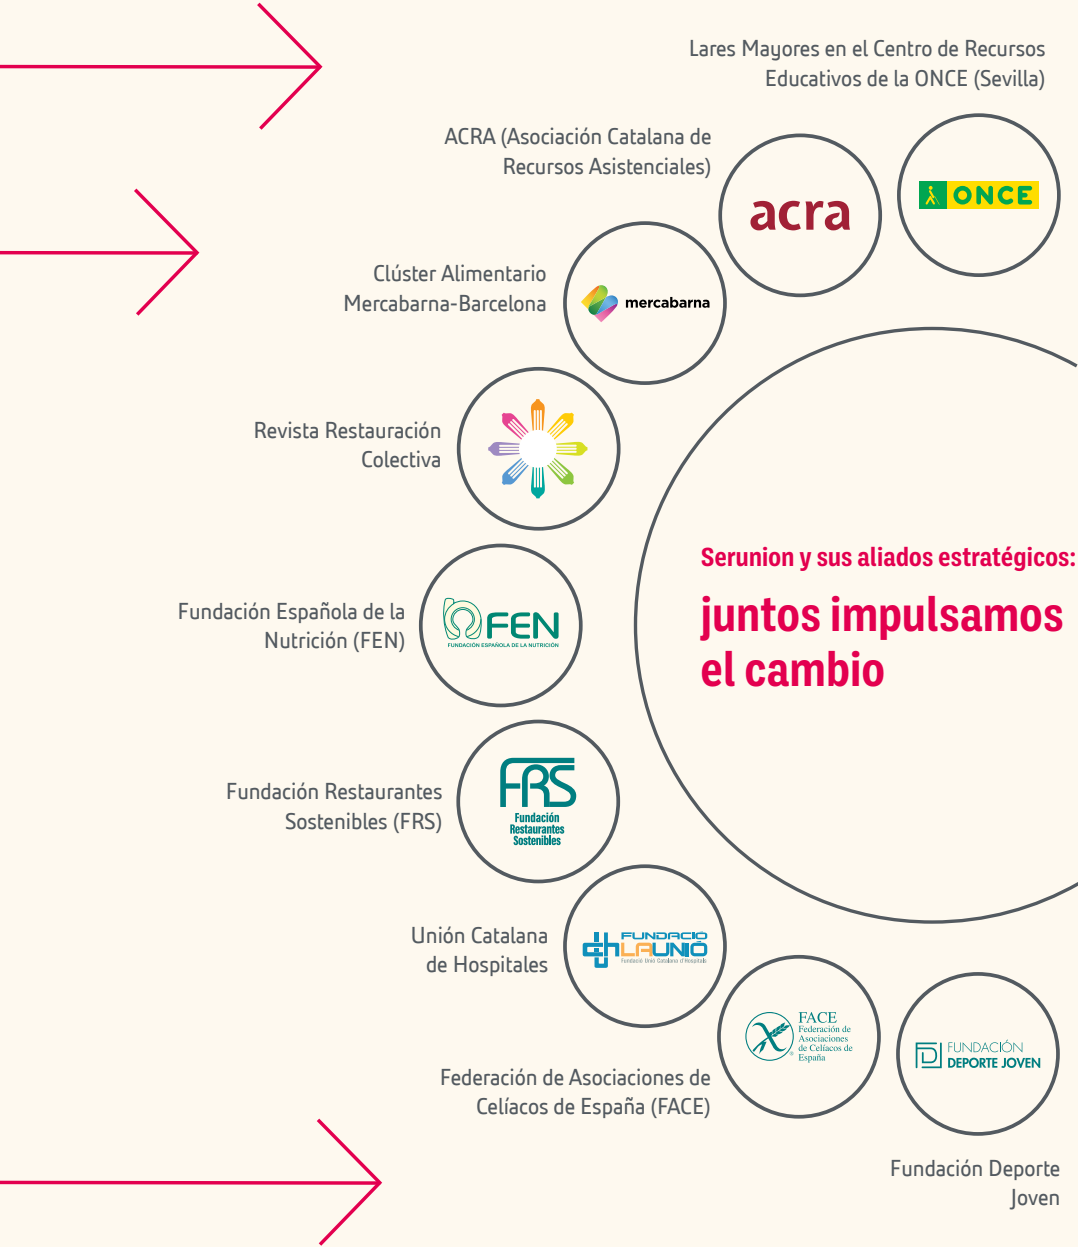 Lares Mayores en el Centro de Recursos
Educativos de la ONCE (Sevilla)
ONCE
ACRA (Asociación Catalana de
Recursos Asistenciales)
acra
Clúster Alimentario
Mercabarna-Barcelona
mercabarna
Revista Restauración
Colectiva
Serunion y sus aliados estratégicos:
juntos impulsamos
el cambio
Fundación Española de la
Nutrición (FEN)
FEN
FUNDACIÓN ESPAÑOLA DE LA NUTRICIÓN
Fundación Restaurantes
Sostenibles (FRS)
FRS
Fundación
Restaurantes
Sostenibles
Unión Catalana
de Hospitales
FUNDACIÓ
LA UNIÓ
Fundació Unió Catalana d'Hospitals
Federación de Asociaciones de
Celíacos de España (FACE)
FACE
Federación de
Asociaciones
de Celíacos de
España
FUNDACIÓN
DEPORTE JOVEN
Fundación Deporte
Joven